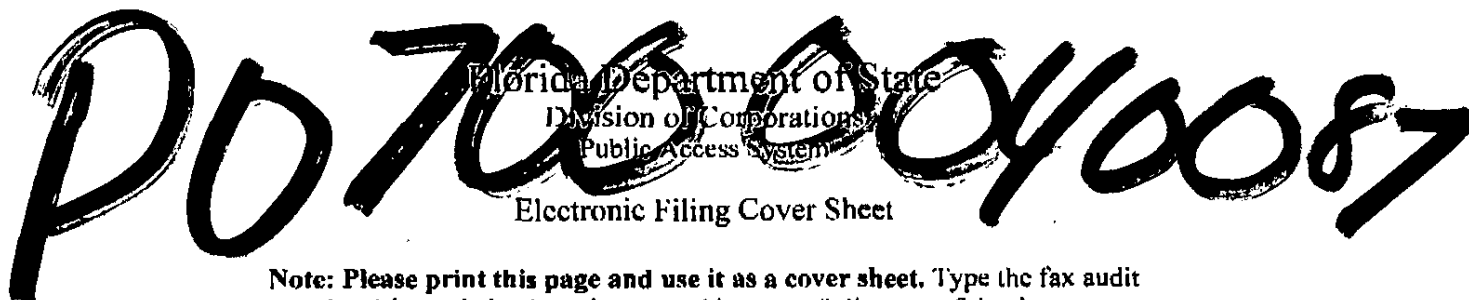 P07000040087
Florida Department of State
Division of Corporations
Public Access System
Electronic Filing Cover Sheet
Note: Please print this page and use it as a cover sheet. Type the fax audit